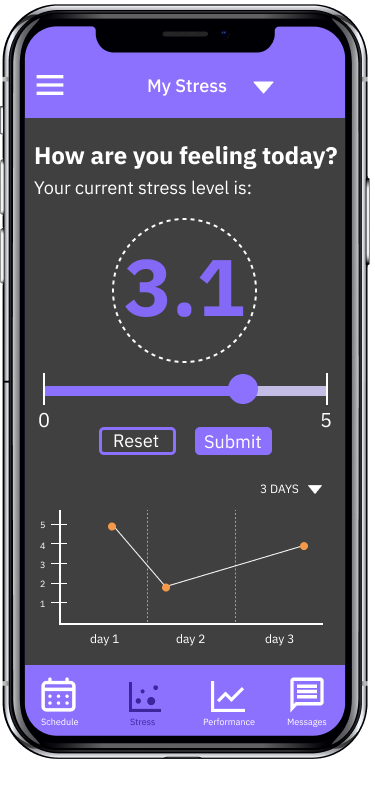 My Stress
How are you feeling today?
Your current stress level is:
3.1
0 5
Reset Submit
3 DAYS
5
4
3
2
1
day 1 day 2 day 3
Schedule Stress Performance Messages